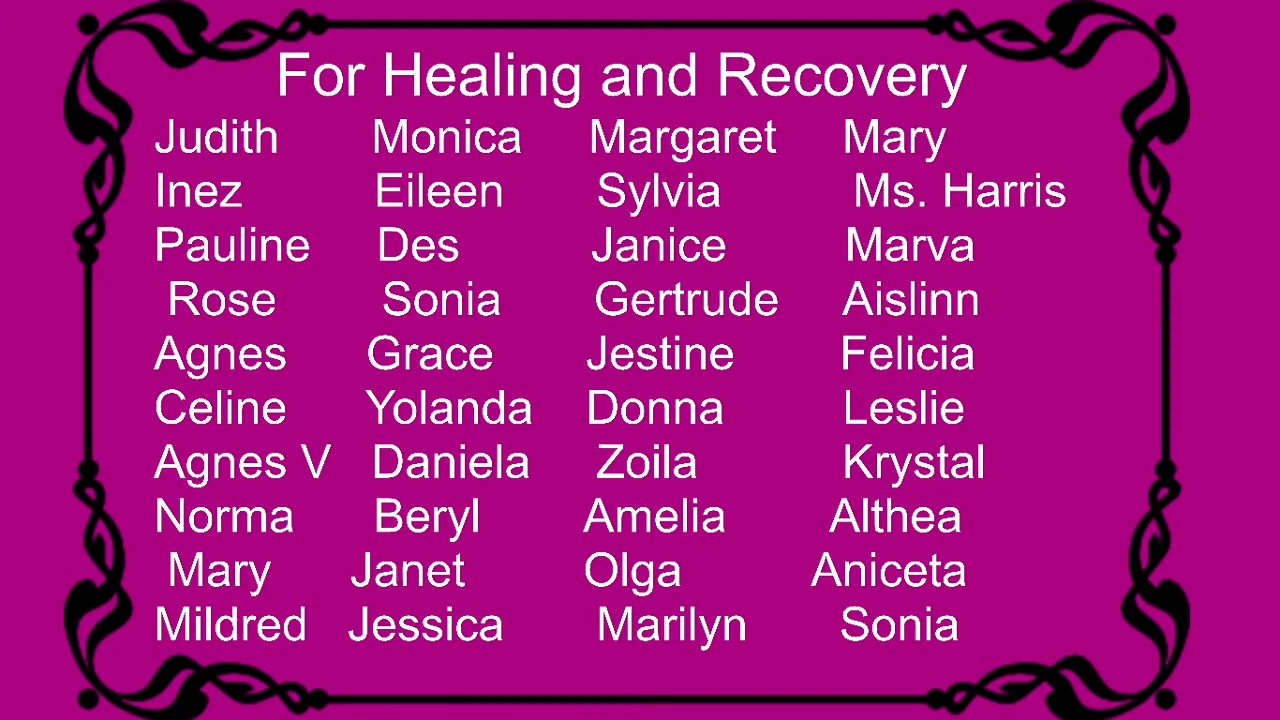 For Healing and Recovery
Judith Monica Margaret Mary
Inez Eileen Sylvia Ms. Harris
Pauline Des Janice Marva
Rose Sonia Gertrude Aislinn
Agnes Grace Jestine Felicia
Celine Yolanda Donna Leslie
Agnes V Daniela Zoila Krystal
Norma Beryl Amelia Althea
Mary Janet Olga Aniceta
Mildred Jessica Marilyn Sonia